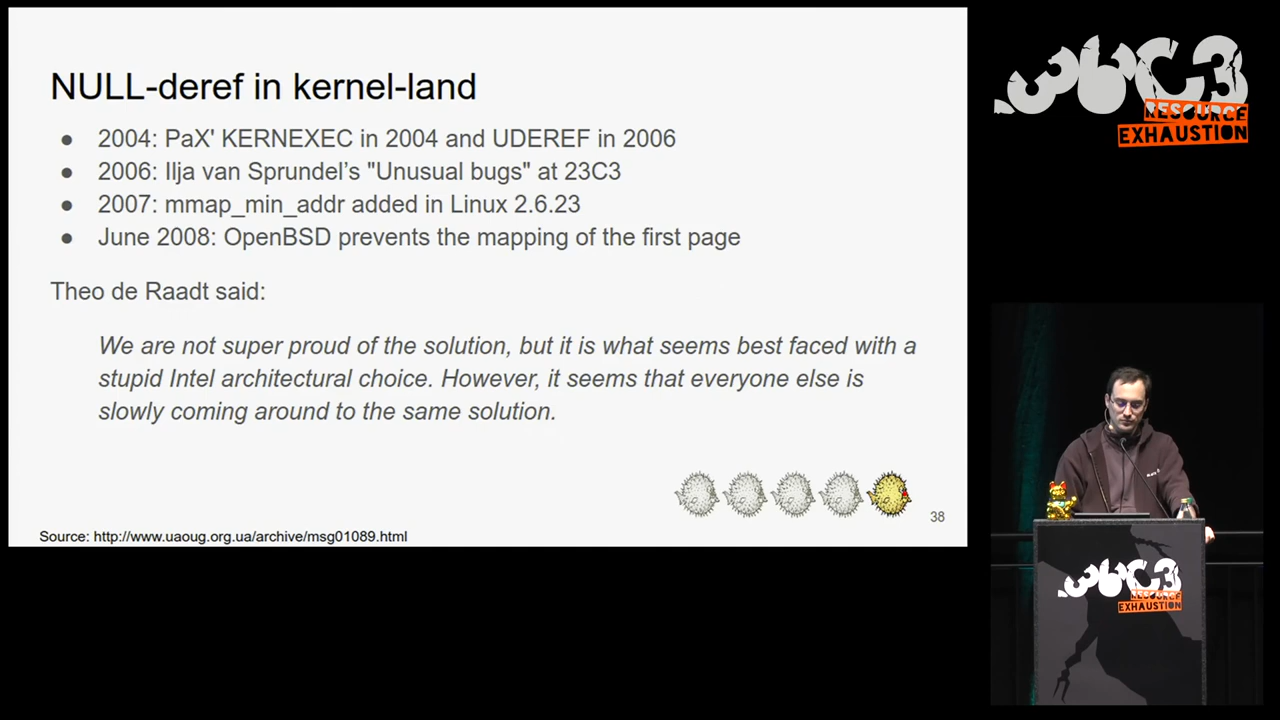 NULL-deref in kernel-land
● 2004: PaX' KERNEXEC in 2004 and UDEREF in 2006
● 2006: Ilja van Sprundel’s "Unusual bugs" at 23C3
● 2007: mmap_min_addr added in Linux 2.6.23
● June 2008: OpenBSD prevents the mapping of the first page
Theo de Raadt said:
We are not super proud of the solution, but it is what seems best faced with a
stupid Intel architectural choice. However, it seems that everyone else is
slowly coming around to the same solution.
38
Source: http://www.uaoug.org.ua/archive/msg01089.html
36C3
RESOURCE
EXHAUSTION
36C3
RESOURCE
EXHAUSTION